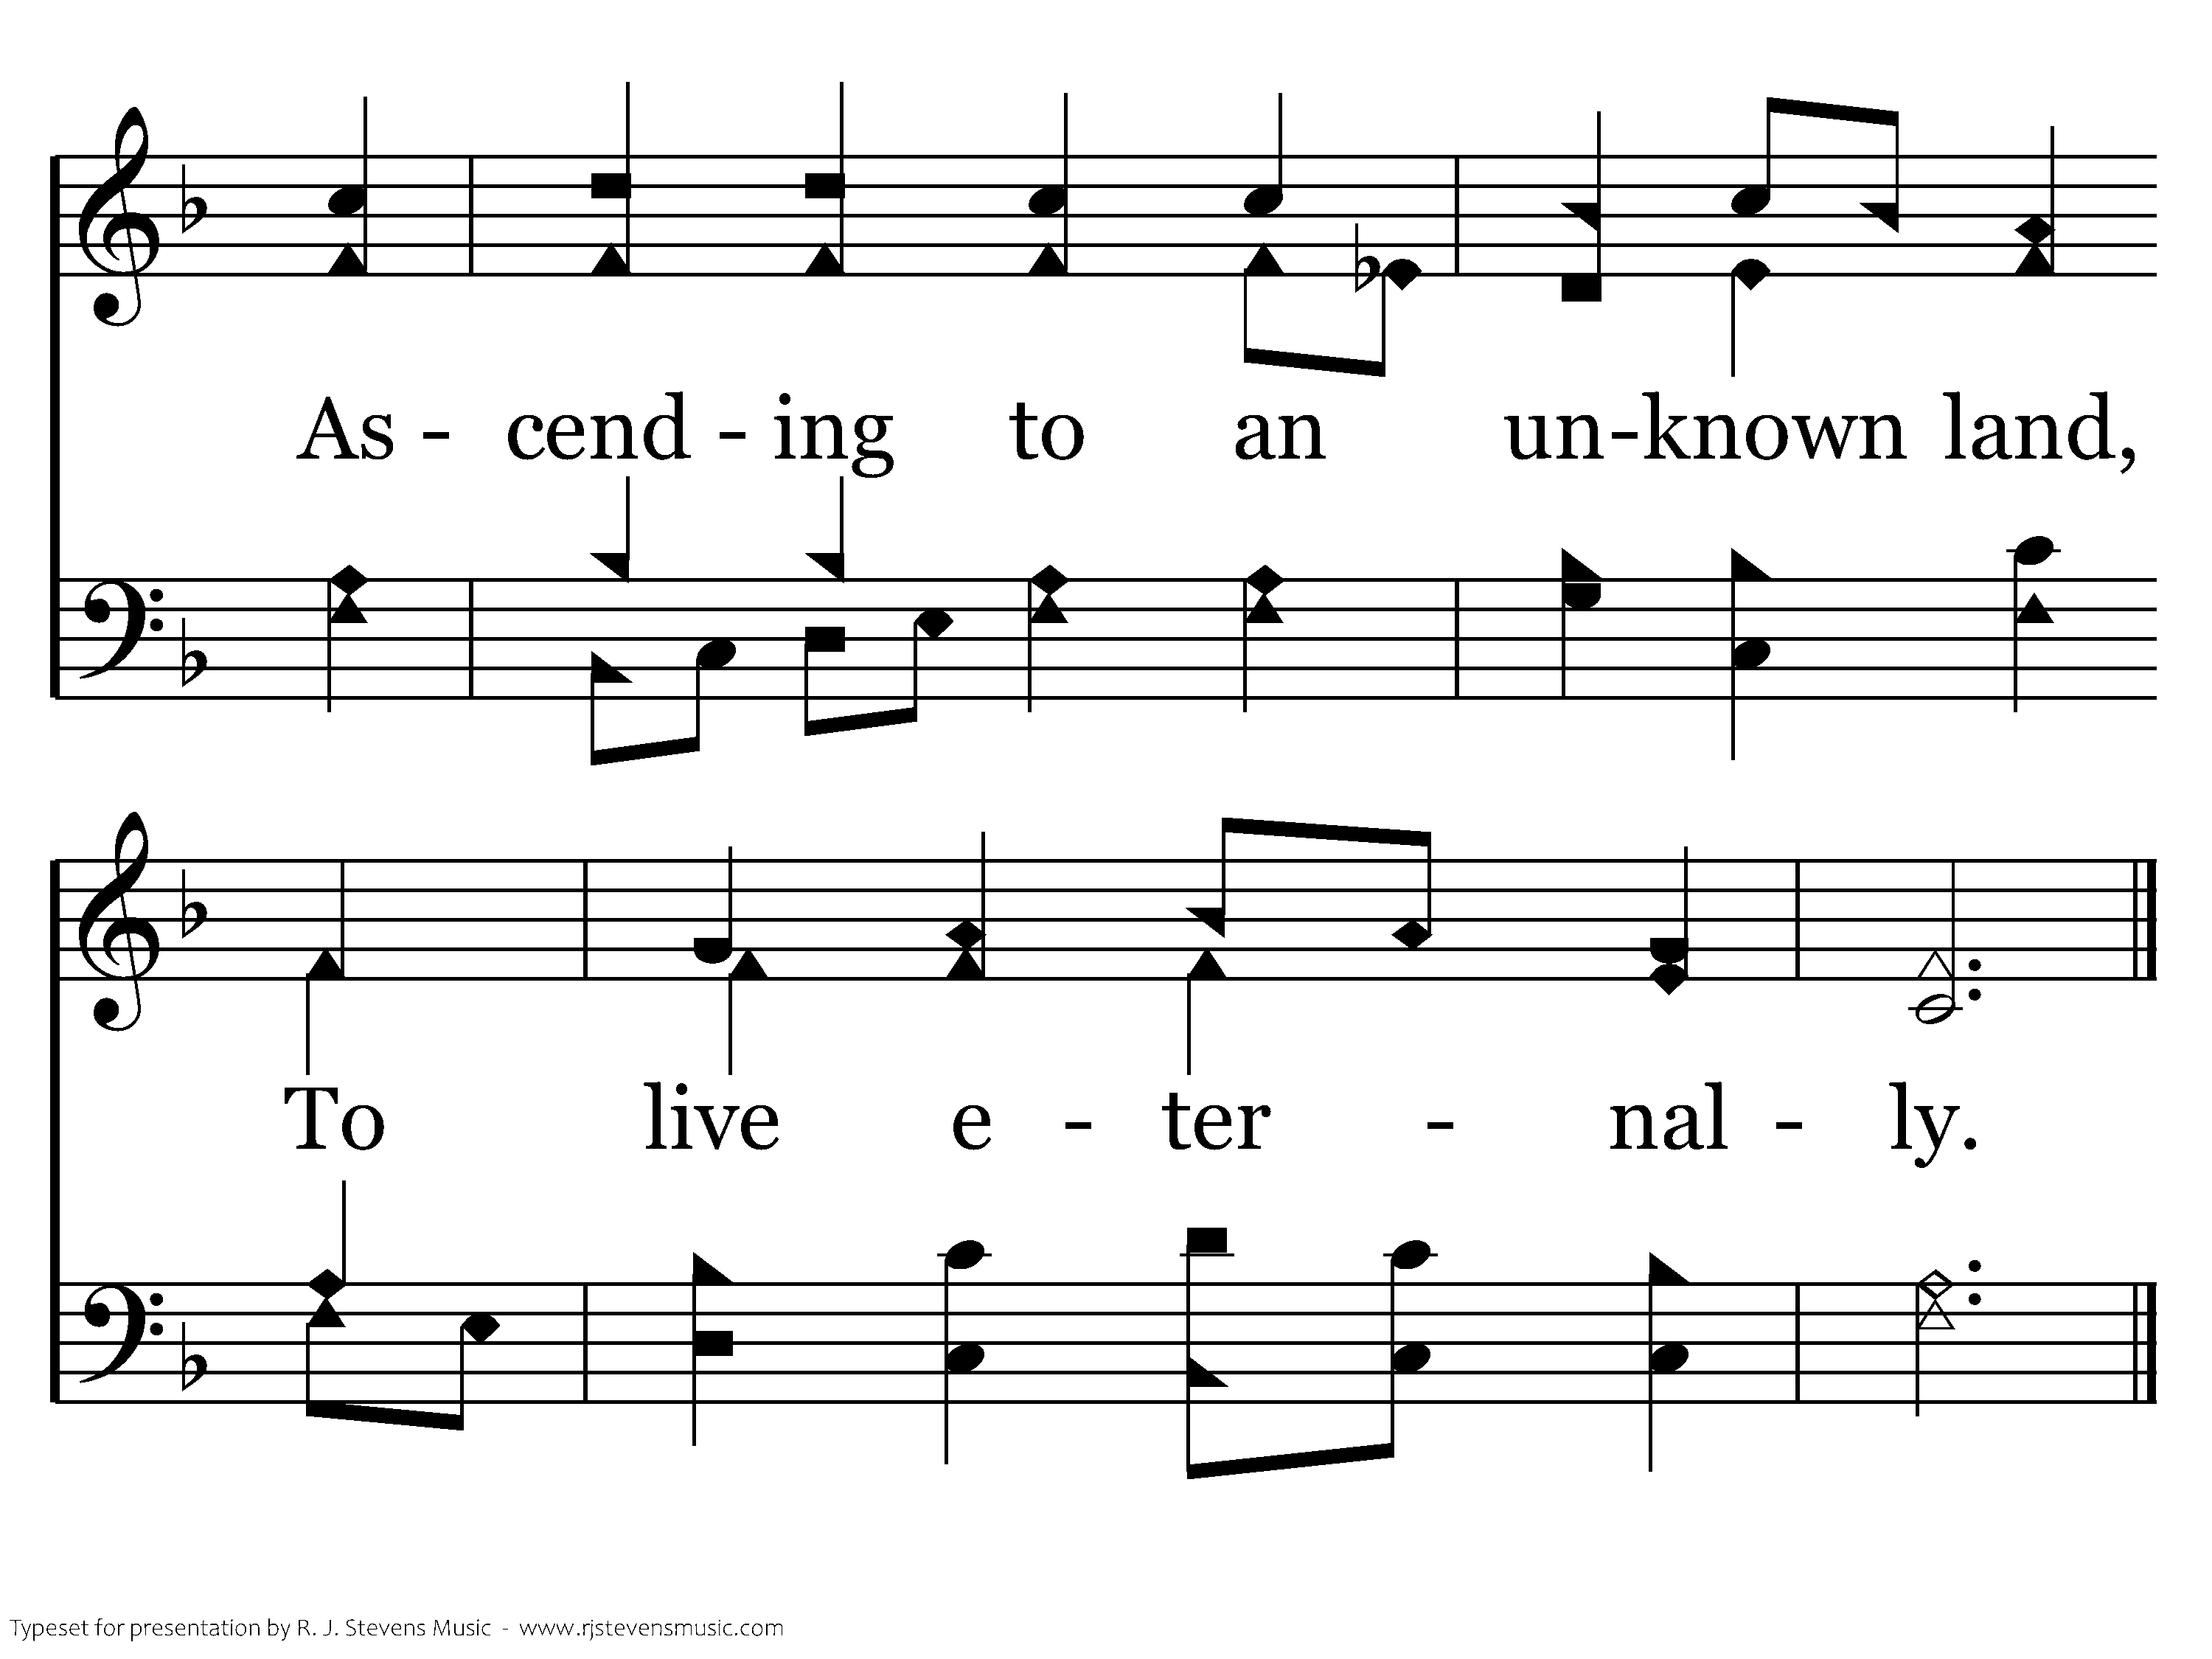 As - cend - ing to an un-known land,
To live e - ter - nal - ly.
Typeset for presentation by R. J. Stevens Music - www.rjstevensmusic.com